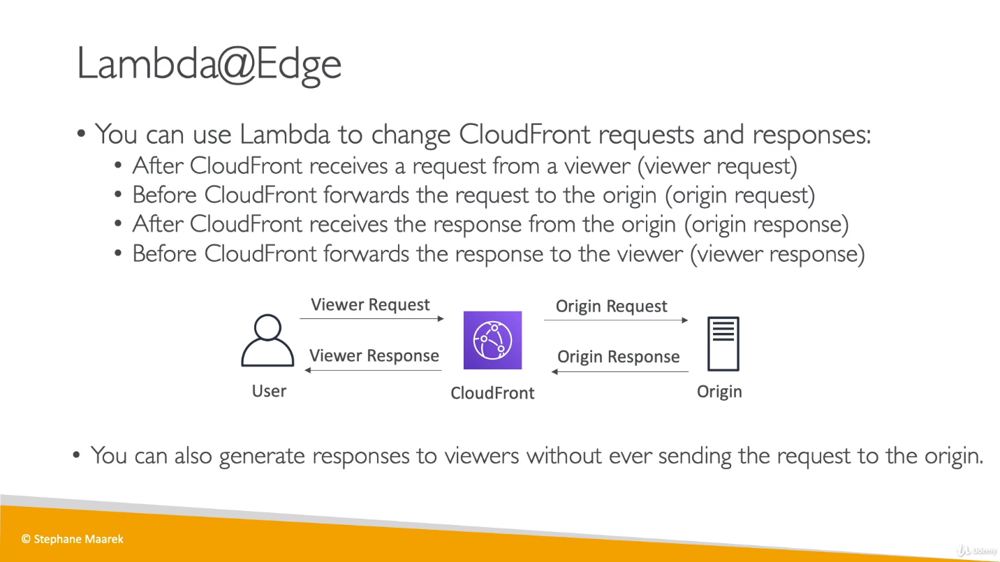 Lambda@Edge
• You can use Lambda to change CloudFront requests and responses:
• After CloudFront receives a request from a viewer (viewer request)
• Before CloudFront forwards the request to the origin (origin request)
• After CloudFront receives the response from the origin (origin response)
• Before CloudFront forwards the response to the viewer (viewer response)
Viewer Request
Origin Request
Viewer Response
Origin Response
User
CloudFront
Origin
• You can also generate responses to viewers without ever sending the request to the origin.
© Stephane Maarek
Udemy